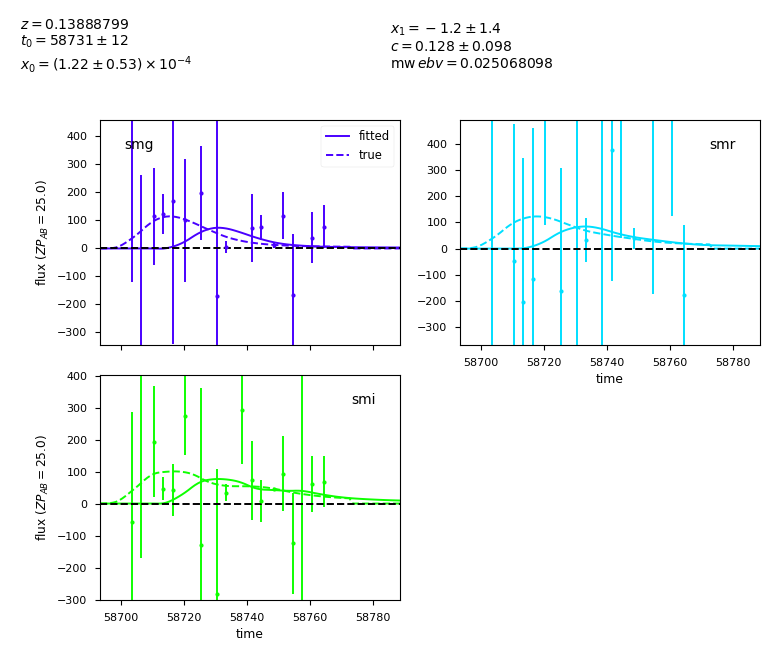 z = 0.13888799
t₀ = 58731 ± 12
x₀ = (1.22 ± 0.53) × 10⁻⁴
x₁ = −1.2 ± 1.4
c = 0.128 ± 0.098
mw ebv = 0.025068098
smg
fitted
true
400
300
200
100
0
−100
−200
−300
flux (ZP_AB = 25.0)
smr
400
300
200
100
0
−100
−200
−300
58700 58720 58740 58760 58780
time
smi
400
300
200
100
0
−100
−200
−300
flux (ZP_AB = 25.0)
58700 58720 58740 58760 58780
time